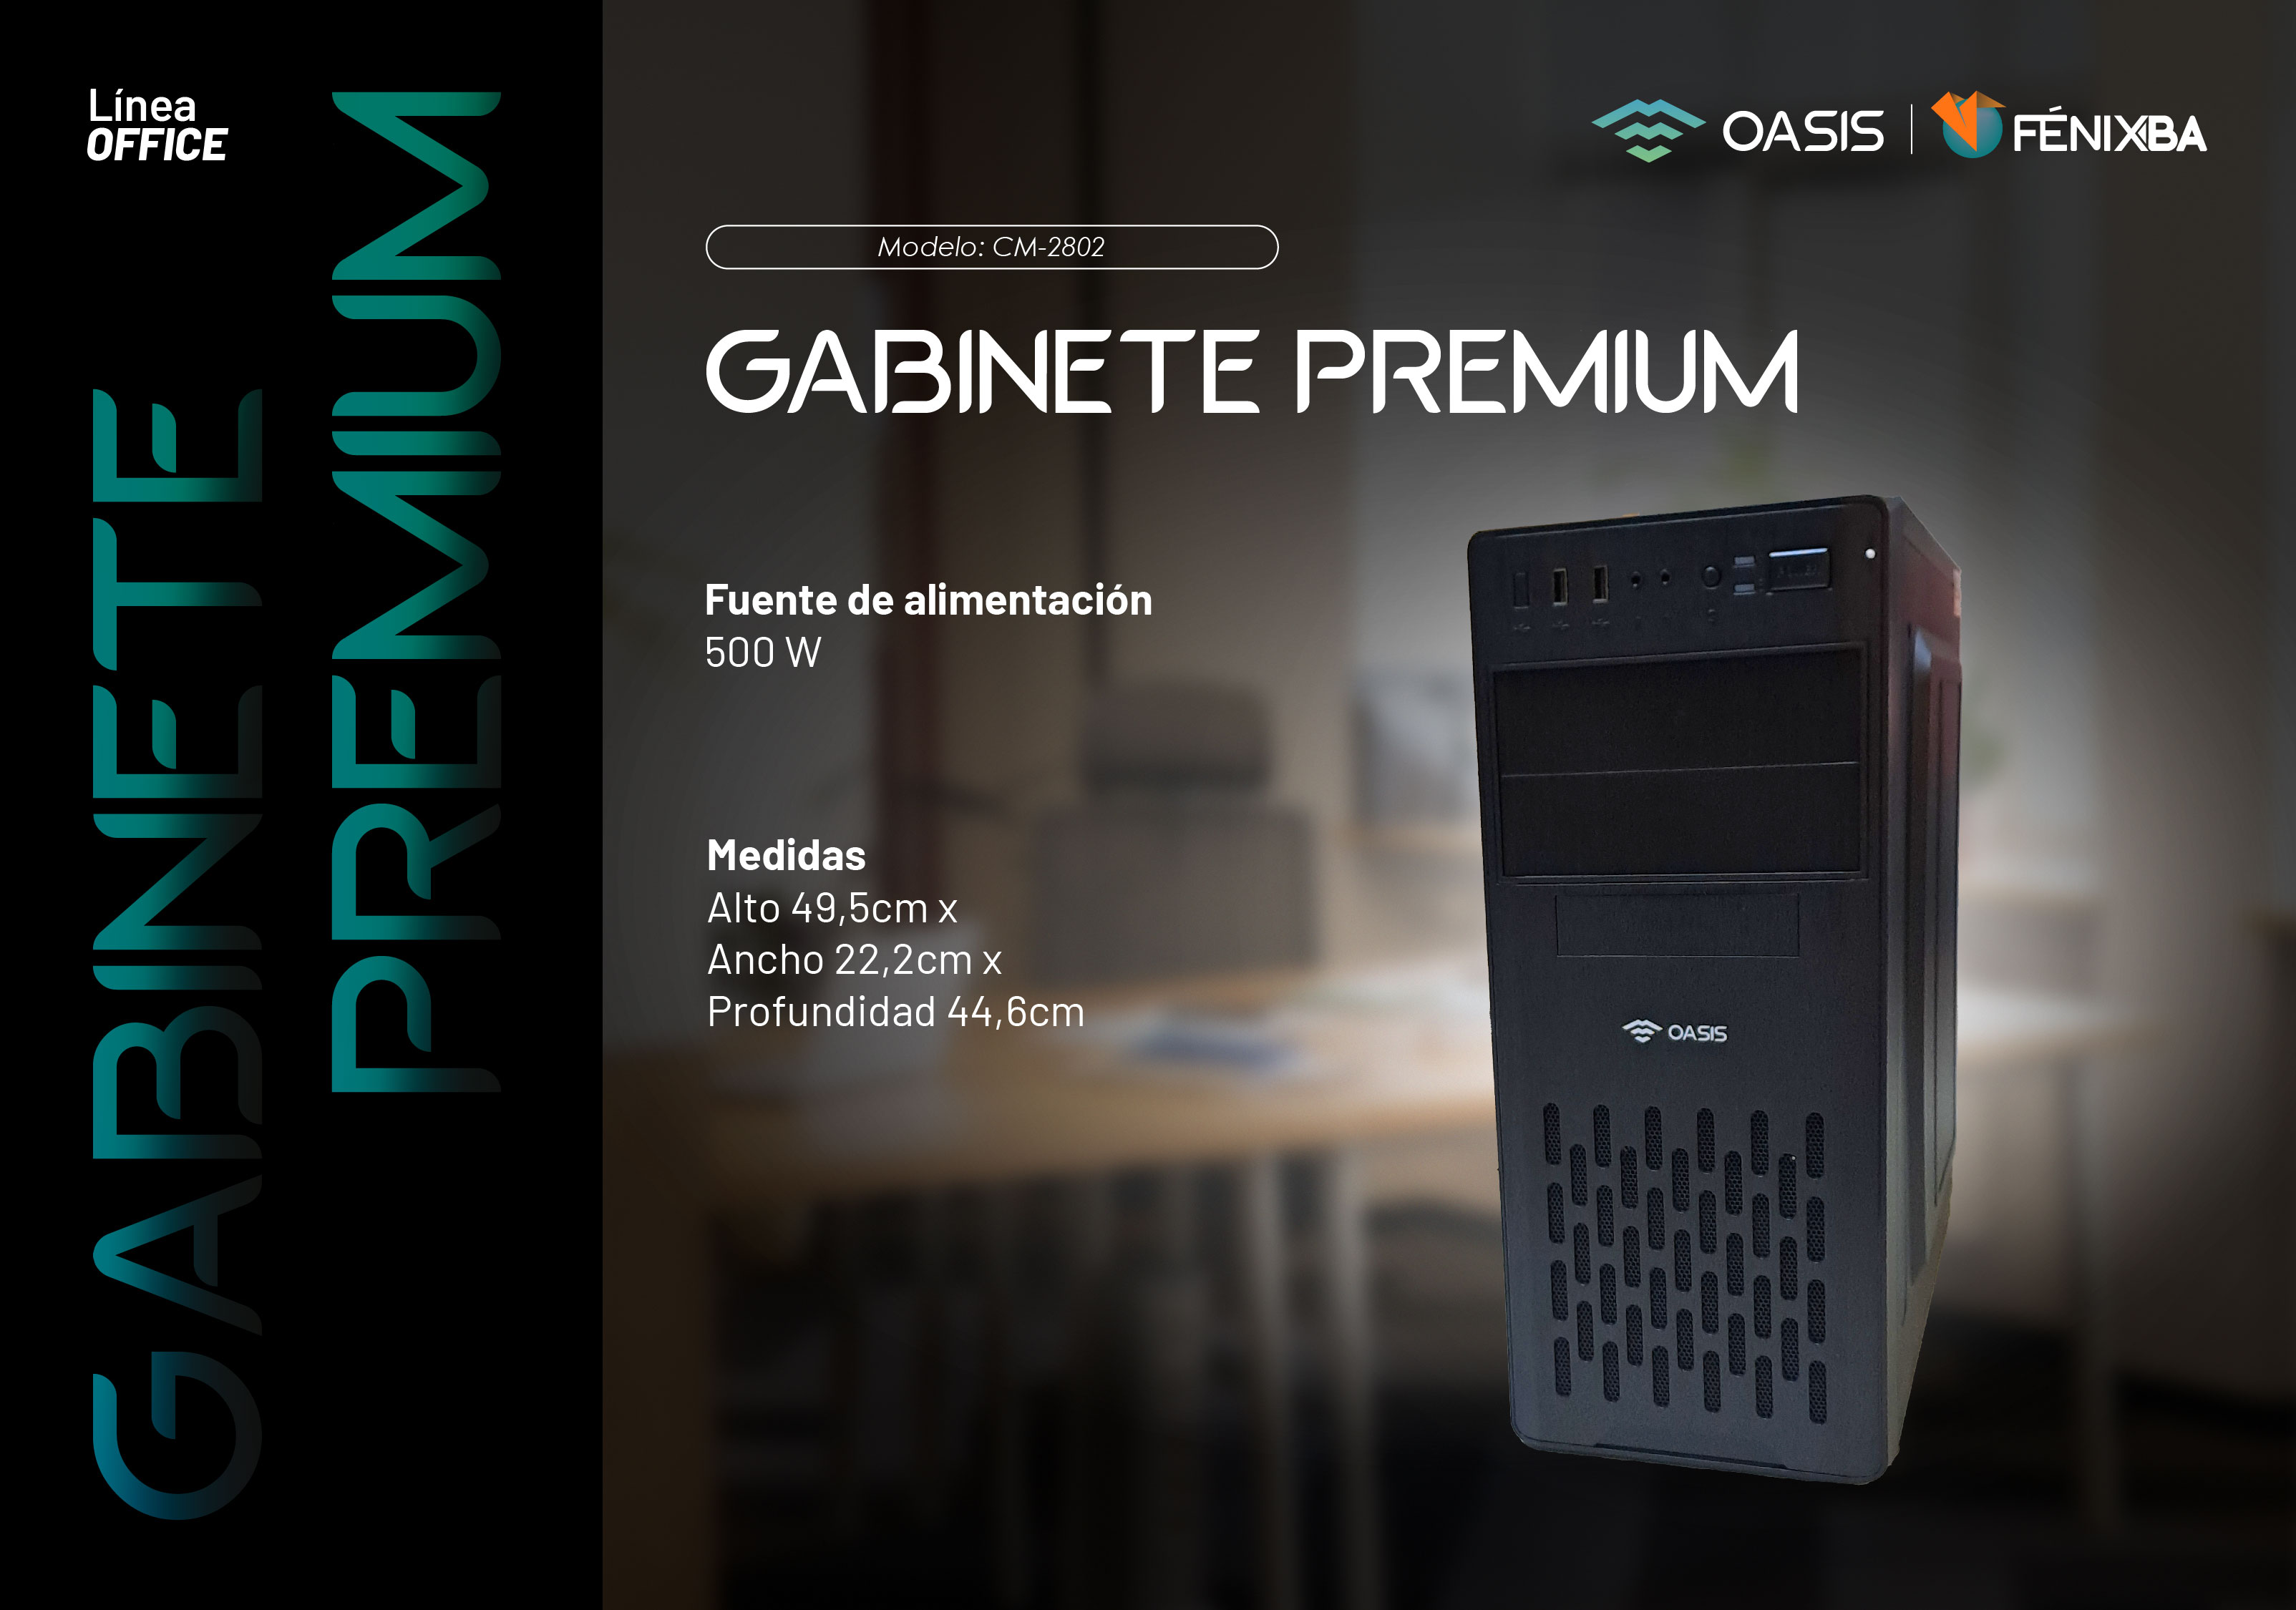 Línea
OFFICE
GABINETE
PREMIUM
OASIS
FÉNIXBA
Modelo: CM-2802
GABINETE PREMIUM
Fuente de alimentación
500 W
Medidas
Alto 49,5cm x
Ancho 22,2cm x
Profundidad 44,6cm
OASIS